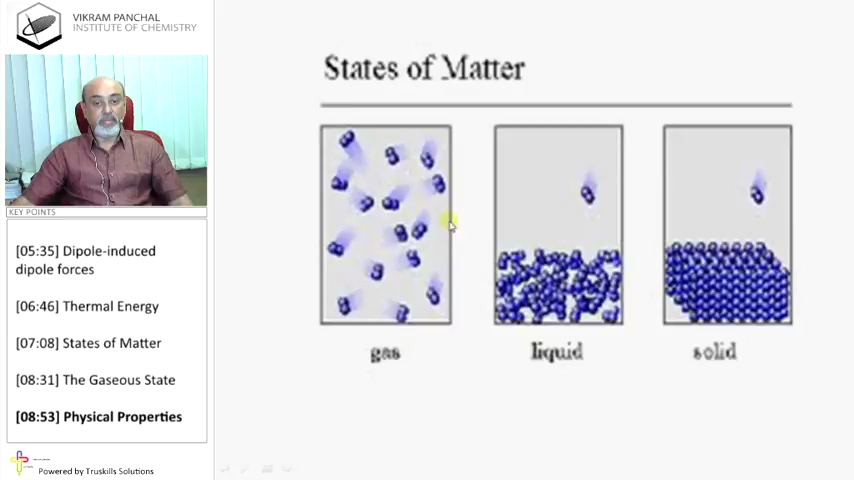 VIKRAM PANCHAL
INSTITUTE OF CHEMISTRY
States of Matter
gas
liquid
solid
KEY POINTS
[05:35] Dipole-induced
dipole forces
[06:46] Thermal Energy
[07:08] States of Matter
[08:31] The Gaseous State
[08:53] Physical Properties
Powered by Truskills Solutions